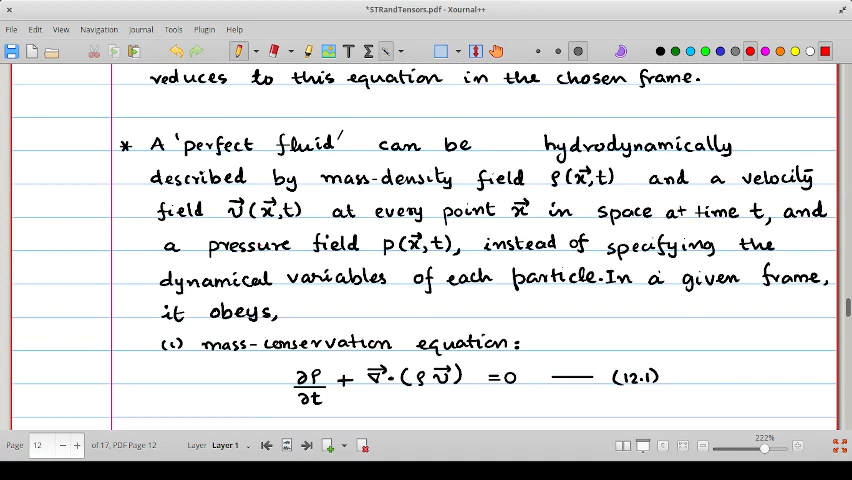 *STRandTensors.pdf - Xournal++
File Edit View Navigation Journal Tools Plugin Help
reduces to this equation in the chosen frame.
* A 'perfect fluid' can be hydrodynamically
described by mass-density field ρ(x⃗,t) and a velocity
field v⃗(x⃗,t) at every point x⃗ in space at time t, and
a pressure field p(x⃗,t), instead of specifying the
dynamical variables of each particle. In a given frame,
it obeys,
(i) mass-conservation equation:
∂ρ/∂t + ∇⃗·(ρv⃗) = 0 —— (12.1)
Page 12 of 17, PDF Page 12 Layer Layer 1 222%